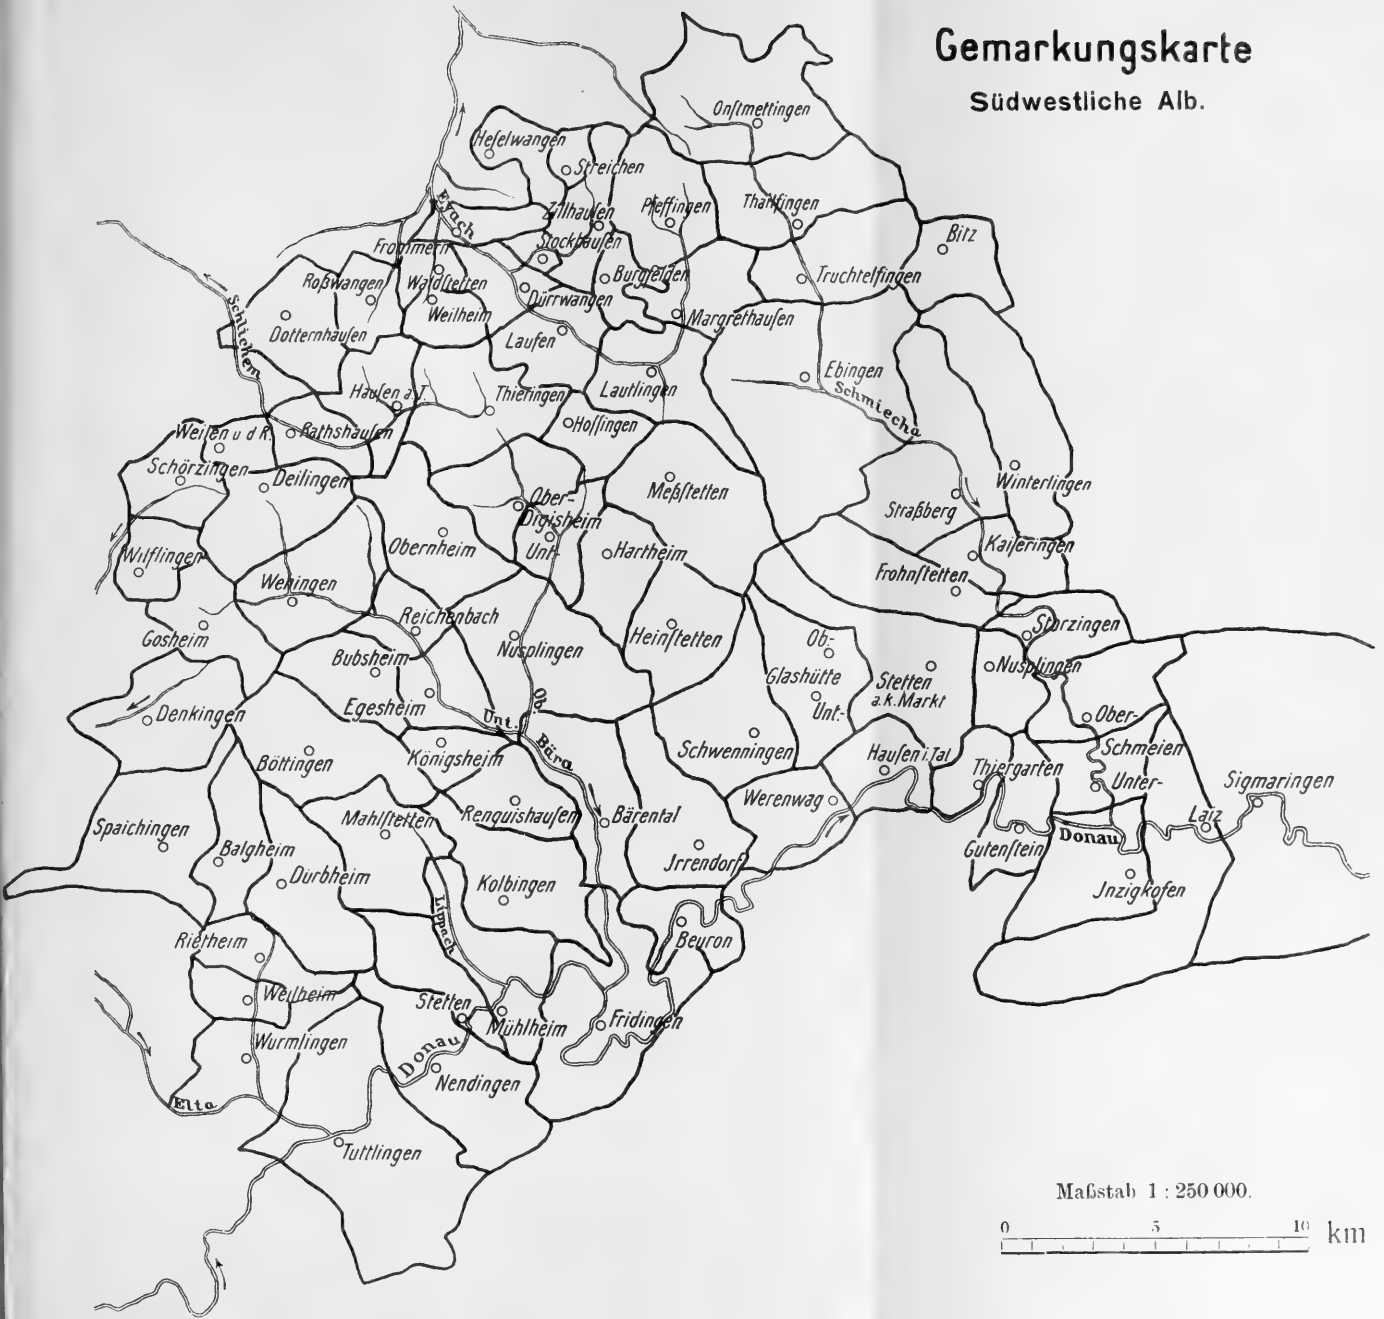 Gemarkungskarte
Südwestliche Alb.
Onſtmettingen
Heſelwangen
Streichen
Eyach
Zillhauſen
Pfeffingen
Thailfingen
Bitz
Frommern
Stockhauſen
Roßwangen
Waldſtetten
Burgfelden
Truchtelfingen
Schlichem
Dürrwangen
Weilheim
Margrethauſen
Dotternhauſen
Laufen
Ebingen
Hauſen a. T.
Thieringen
Lautlingen
Schmiecha
Weilen u d R.
Rathshauſen
Hoſſingen
Schörzingen
Deilingen
Meßſtetten
Winterlingen
Ober-
Digisheim
Unt-
Straßberg
Wilflingen
Obernheim
Hartheim
Kaiſeringen
Wehingen
Frohnſtetten
Gosheim
Reichenbach
Heinſtetten
Storzingen
Bubsheim
Nusplingen
Ob-
Glashütte
Unt-
Stetten
a.k. Markt
Nusplingen
Denkingen
Egesheim
Unt.
Ob.
Bära
Ober-
Schmeien
Unter-
Böttingen
Königsheim
Schwenningen
Hauſen i. Tal
Thiergarten
Sigmaringen
Spaichingen
Mahlſtetten
Renquishauſen
Bärental
Werenwag
Laiz
Balgheim
Dürbheim
Kolbingen
Jrrendorf
Gutenſtein
Donau
Jnzigkofen
Lippach
Rietheim
Beuron
Weilheim
Stetten
Mühlheim
Fridingen
Wurmlingen
Donau
Nendingen
Elta
Tuttlingen
Maßstab 1 : 250 000.
0 5 10 km